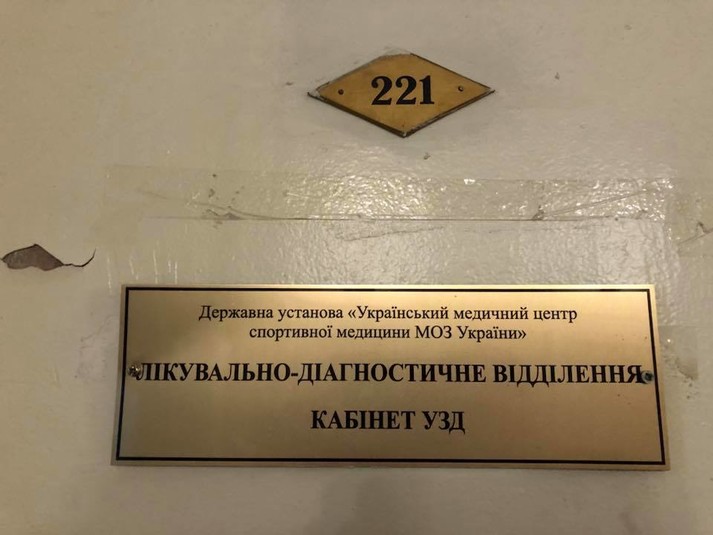 221
Державна установа «Український медичний центр
спортивної медицини МОЗ України»
ЛІКУВАЛЬНО-ДІАГНОСТИЧНЕ ВІДДІЛЕННЯ
КАБІНЕТ УЗД